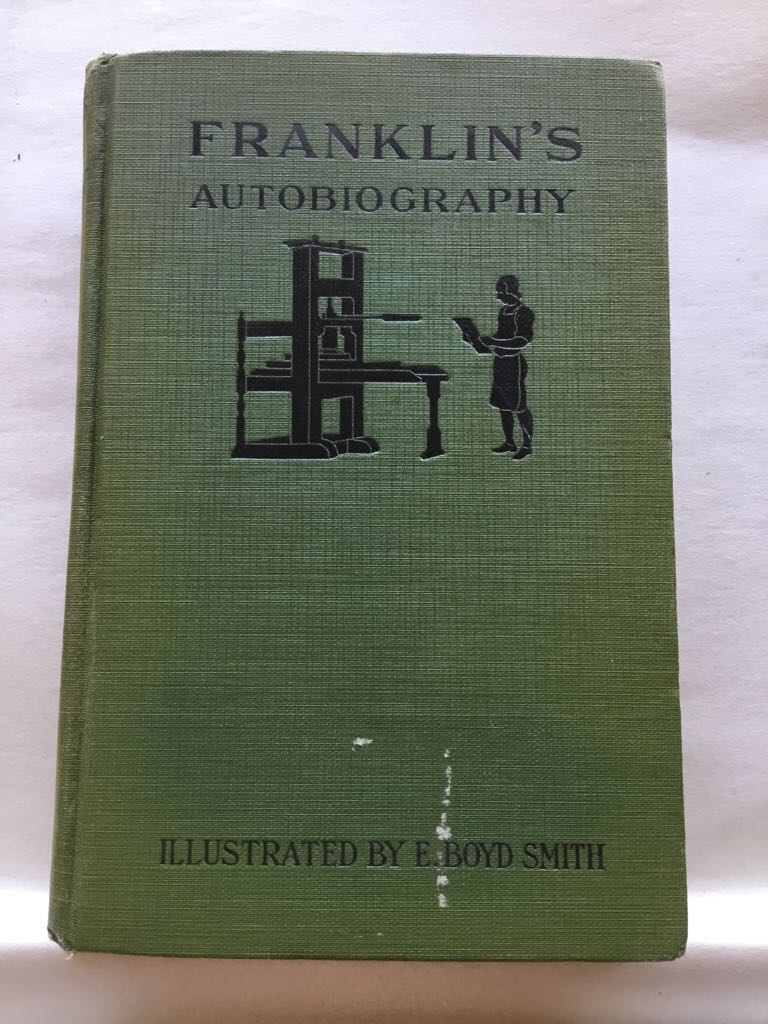 FRANKLIN'S
AUTOBIOGRAPHY
ILLUSTRATED BY E. BOYD SMITH